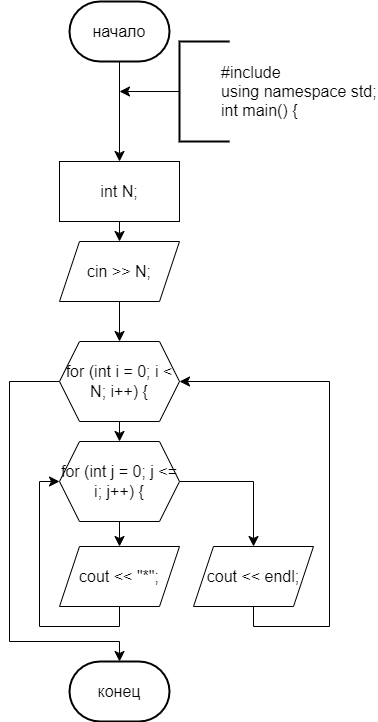 начало
#include
using namespace std;
int main() {
int N;
cin >> N;
for (int i = 0; i <
N; i++) {
for (int j = 0; j <=
i; j++) {
cout << "*";
cout << endl;
конец